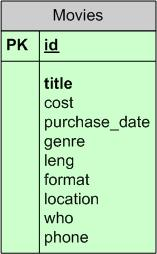 Movies
PK id
title
cost
purchase_date
genre
leng
format
location
who
phone